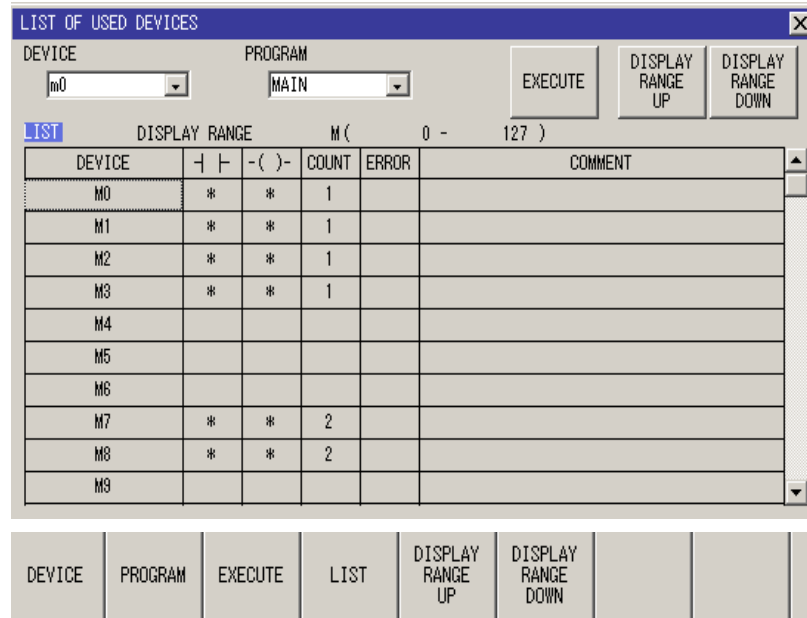 LIST OF USED DEVICES
DEVICE PROGRAM
m0 MAIN EXECUTE DISPLAY RANGE UP DISPLAY RANGE DOWN
LIST DISPLAY RANGE M( 0 - 127 )
DEVICE ┤ ├ -( )- COUNT ERROR COMMENT
M0 * * 1
M1 * * 1
M2 * * 1
M3 * * 1
M4
M5
M6
M7 * * 2
M8 * * 2
M9
DEVICE PROGRAM EXECUTE LIST DISPLAY RANGE UP DISPLAY RANGE DOWN